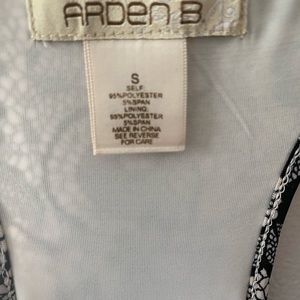 ARDEN B.
S
SELF:
95%POLYESTER
5%SPAN
LINING:
95%POLYESTER
5%SPAN
MADE IN CHINA
SEE REVERSE
FOR CARE